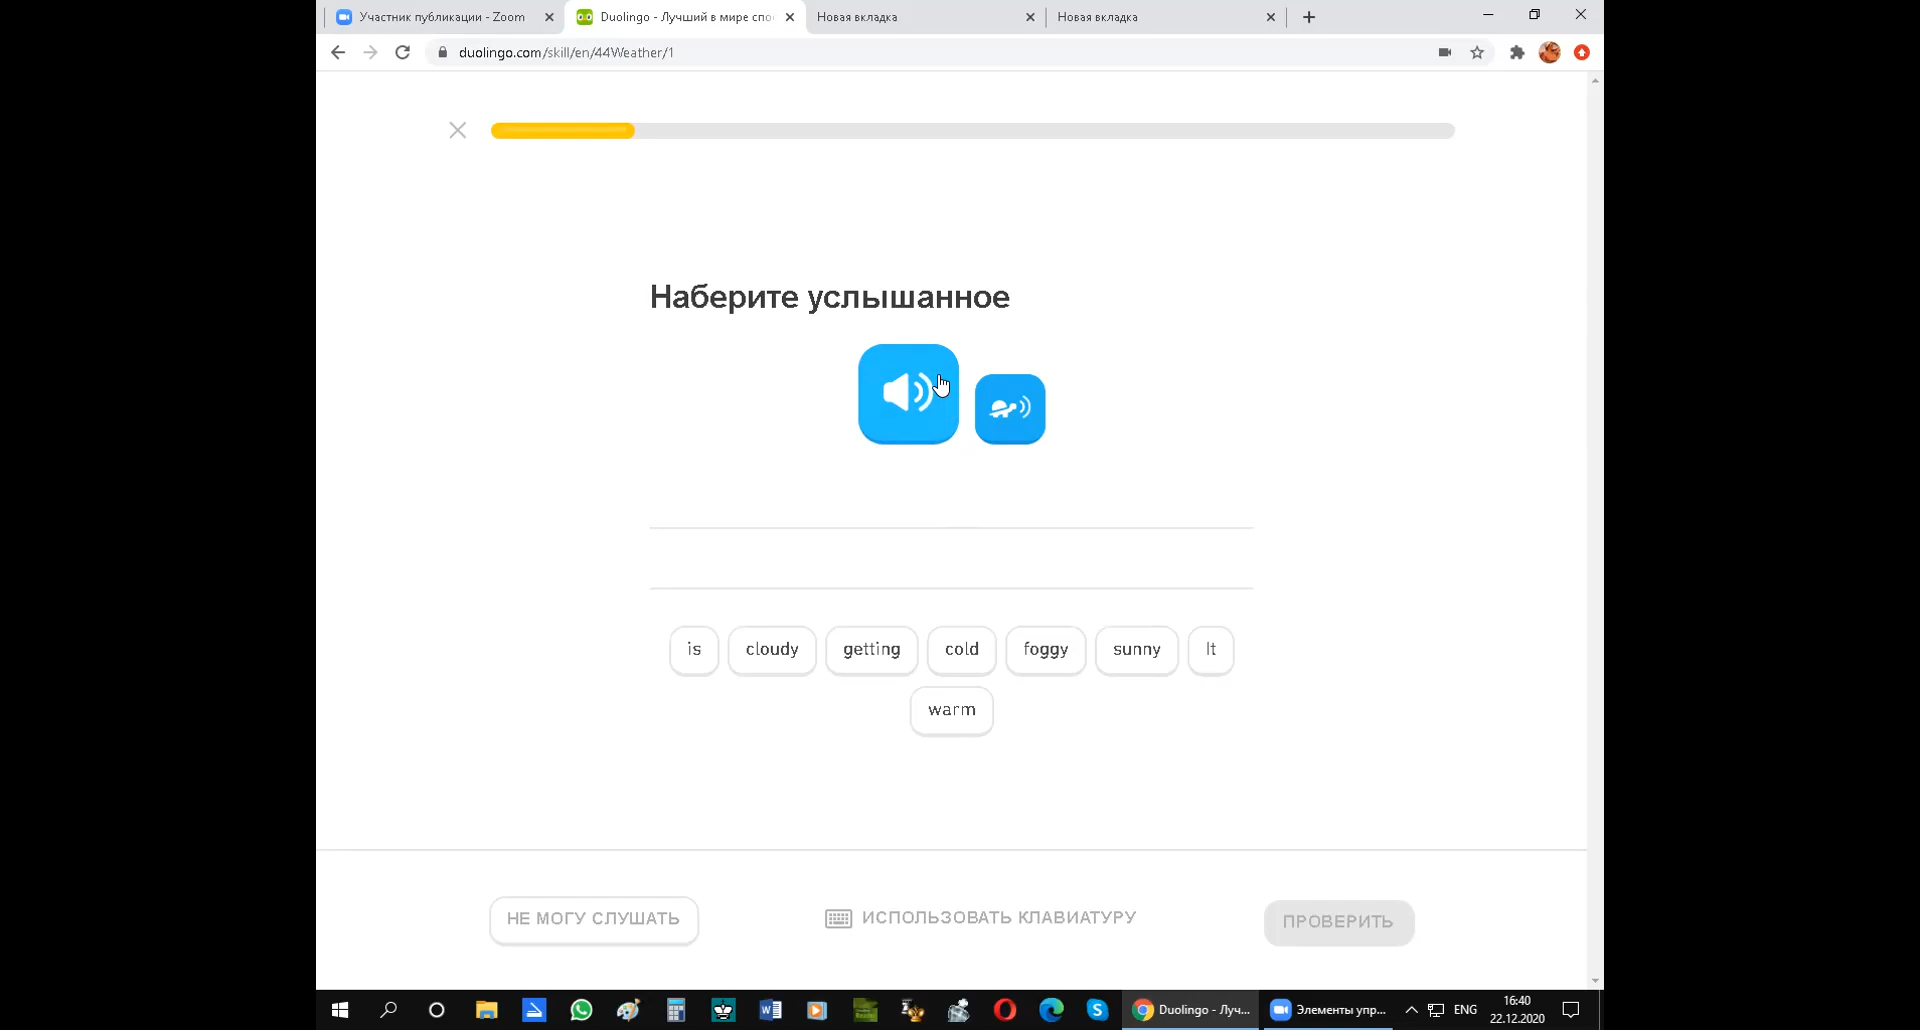 Участник публикации - Zoom
Duolingo - Лучший в мире спо
Новая вкладка
Новая вкладка
duolingo.com/skill/en/44Weather/1
Наберите услышанное
is cloudy getting cold foggy sunny It
warm
НЕ МОГУ СЛУШАТЬ
ИСПОЛЬЗОВАТЬ КЛАВИАТУРУ
ПРОВЕРИТЬ
Duolingo - Луч...
Элементы упр...
ENG
16:40
22.12.2020